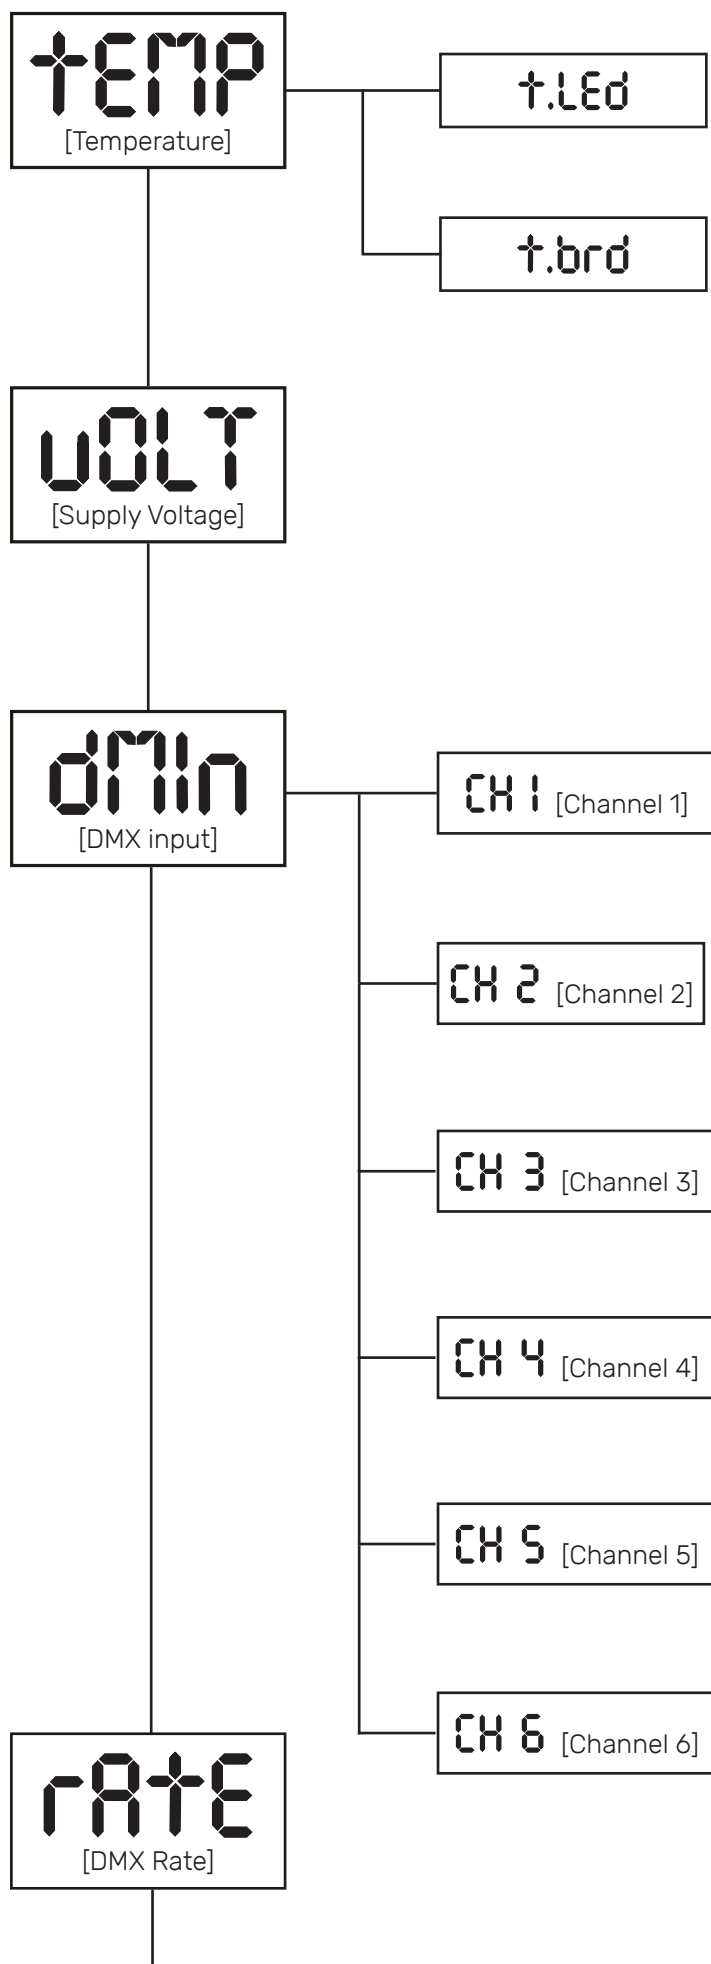 tEMP
[Temperature]
t.LEd
t.brd
vOLT
[Supply Voltage]
dMIn
[DMX input]
CH 1 [Channel 1]
CH 2 [Channel 2]
CH 3 [Channel 3]
CH 4 [Channel 4]
CH 5 [Channel 5]
CH 6 [Channel 6]
rAtE
[DMX Rate]